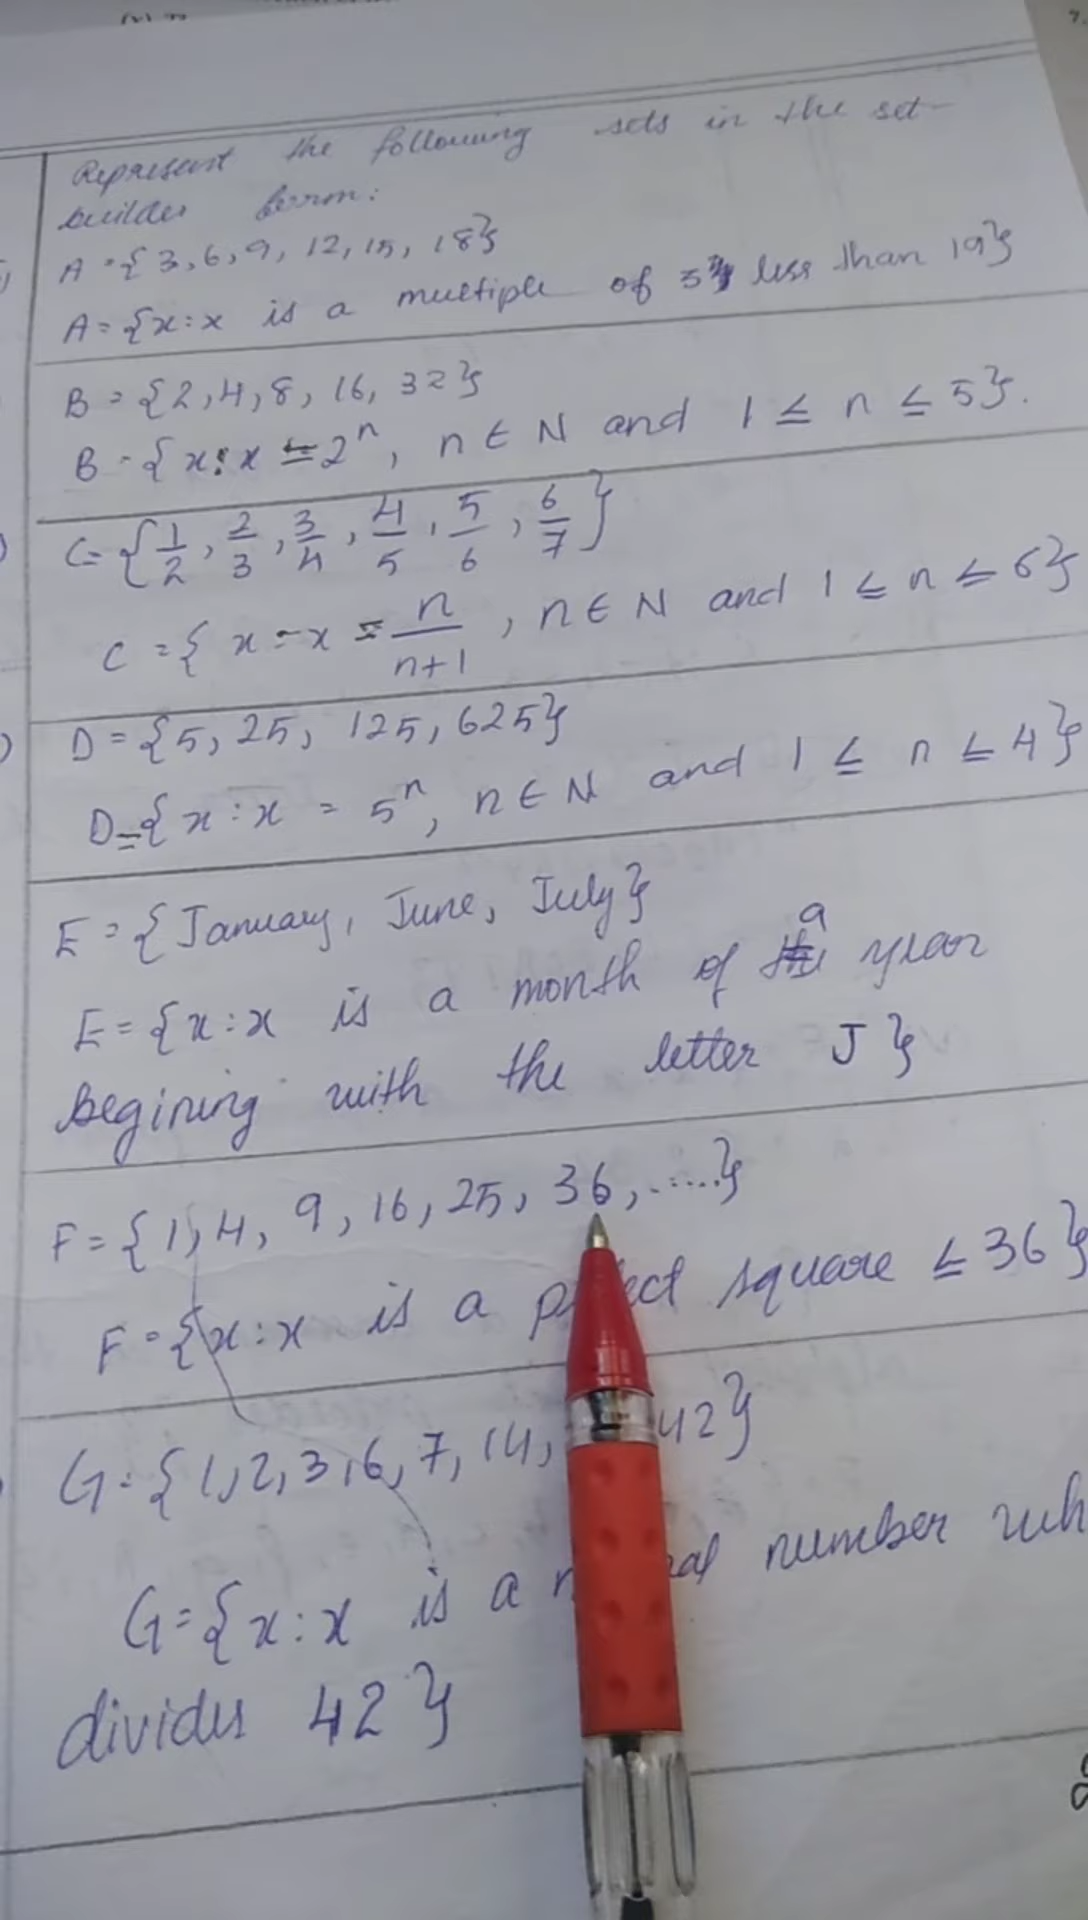 Represent the following sets in the set-
builder form:
A = {3, 6, 9, 12, 15, 18}
A = {x : x is a multiple of 3 less than 19}
B = {2, 4, 8, 16, 32}
B = {x : x = 2ⁿ, n ∈ N and 1 ≤ n ≤ 5}.
C = {1/2, 2/3, 3/4, 4/5, 5/6, 6/7}
C = { x - x = n/n+1, n ∈ N and 1 ≤ n ≤ 6}
D = {5, 25, 125, 625}
D = {x : x = 5ⁿ, n ∈ N and 1 ≤ n ≤ 4}
E = {January, June, July}
E = {x : x is a month of a year
begining with the letter J}
F = {1, 4, 9, 16, 25, 36, ......}
F = {x : x is a square ≤ 36}
G = {1, 2, 3, 6, 7, 14, 42}
G = {x : x is a number
divides 42}